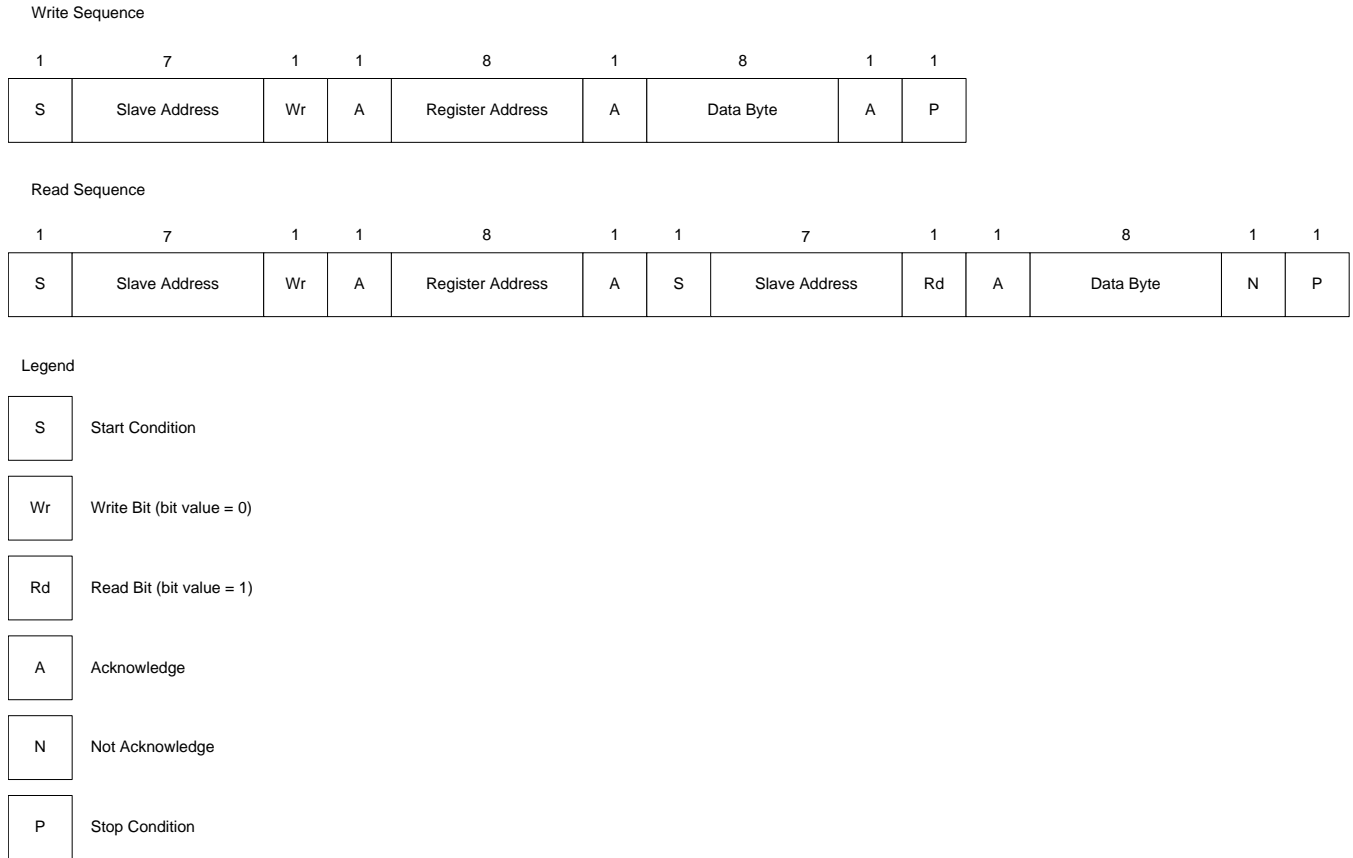 Write Sequence
1 7 1 1 8 1 8 1 1
S Slave Address Wr A Register Address A Data Byte A P
Read Sequence
1 7 1 1 8 1 1 7 1 1 8 1 1
S Slave Address Wr A Register Address A S Slave Address Rd A Data Byte N P
Legend
S Start Condition
Wr Write Bit (bit value = 0)
Rd Read Bit (bit value = 1)
A Acknowledge
N Not Acknowledge
P Stop Condition